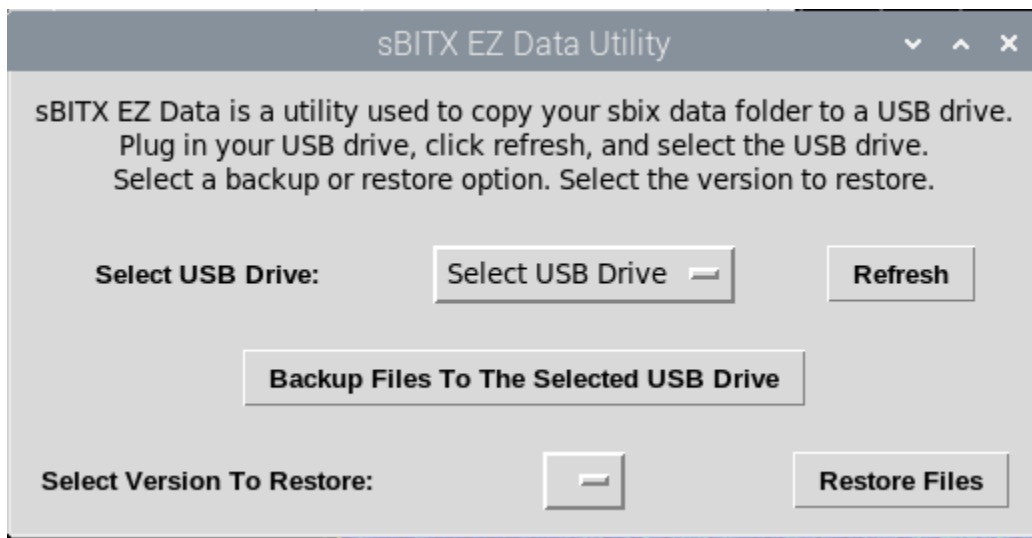 sBITX EZ Data Utility
sBITX EZ Data is a utility used to copy your sbix data folder to a USB drive.
Plug in your USB drive, click refresh, and select the USB drive.
Select a backup or restore option. Select the version to restore.
Select USB Drive: Select USB Drive Refresh
Backup Files To The Selected USB Drive
Select Version To Restore: Restore Files